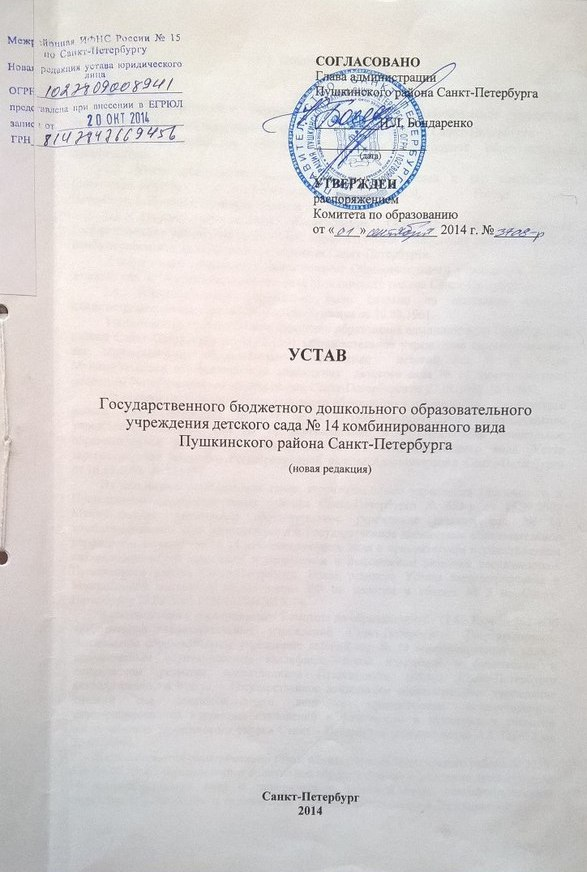 Межрайонная ИФНС России № 15
по Санкт-Петербургу
Новая редакция устава юридического
лица
ОГРН 1027809008941
представлена при внесении в ЕГРЮЛ
записи от 20 ОКТ 2014
ГРН 8147847669456
СОГЛАСОВАНО
Глава администрации
Пушкинского района Санкт-Петербурга
Бондаренко
(дата)
УТВЕРЖДЕН
распоряжением
Комитета по образованию
от « 01 » сентября 2014 г. № 3708-р
УСТАВ
Государственного бюджетного дошкольного образовательного
учреждения детского сада № 14 комбинированного вида
Пушкинского района Санкт-Петербурга
(новая редакция)
Санкт-Петербург
2014